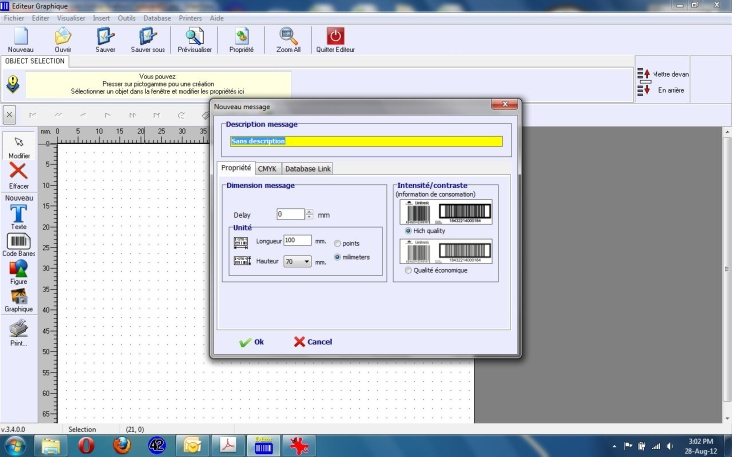 Editeur Graphique
Fichier Editer Visualiser Insert Outils Database Printers Aide
Nouveau Ouvrir Sauver Sauver sous Prévisualiser Propriété Zoom All Quitter Editeur
OBJECT SELECTION
Vous pouvez:
Presser sur pictogamme pou une création
Sélectionner un objet dans la fenêtre et modifier les propriétés ici
Mettre devan
En arrière
mm. 0 5 10 15 20 25 30 35
0
5
10
15
20
25
30
35
40
45
50
55
60
65
Modifier
Effacer
Nouveau
Texte
Code Barres
Figure
Graphique
Print...
Nouveau message
Description message
Sans description
Propriété CMYK Database Link
Dimension message
Delay 0 mm
Unité
Longueur 100 mm.
points
Hauteur 70 mm.
milimeters
Intensité/contraste
(information de consomation)
Hich quality
Qualité économique
Ok Cancel
v.3.4.0.0 Selection (21, 0)
3:02 PM
28-Aug-12